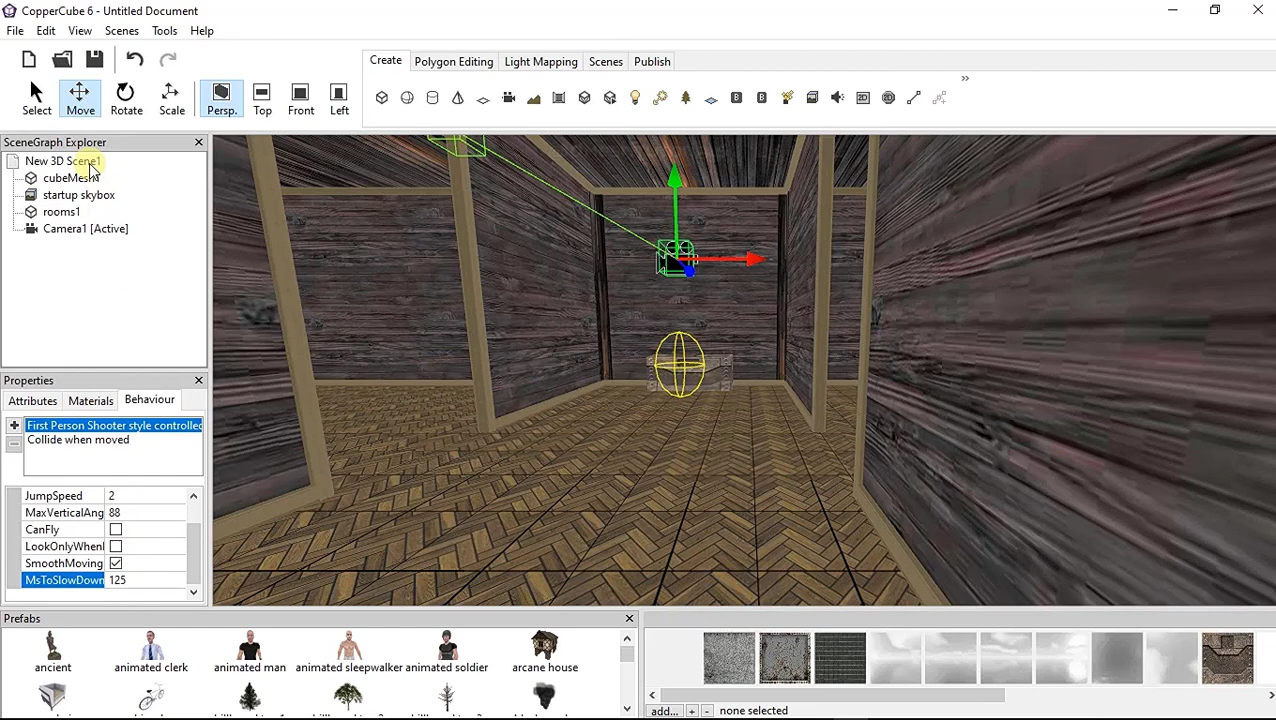 CopperCube 6 - Untitled Document
File Edit View Scenes Tools Help
Create Polygon Editing Light Mapping Scenes Publish
Select Move Rotate Scale Persp. Top Front Left
SceneGraph Explorer
New 3D Scene1
cubeMesh1
startup skybox
rooms1
Camera1 [Active]
Properties
Attributes Materials Behaviour
First Person Shooter style controlled
Collide when moved
JumpSpeed 2
MaxVerticalAng 88
CanFly
LookOnlyWhenI
SmoothMoving
MsToSlowDown 125
Prefabs
ancient animated clerk animated man animated sleepwalker animated soldier arcane house
add... + - none selected